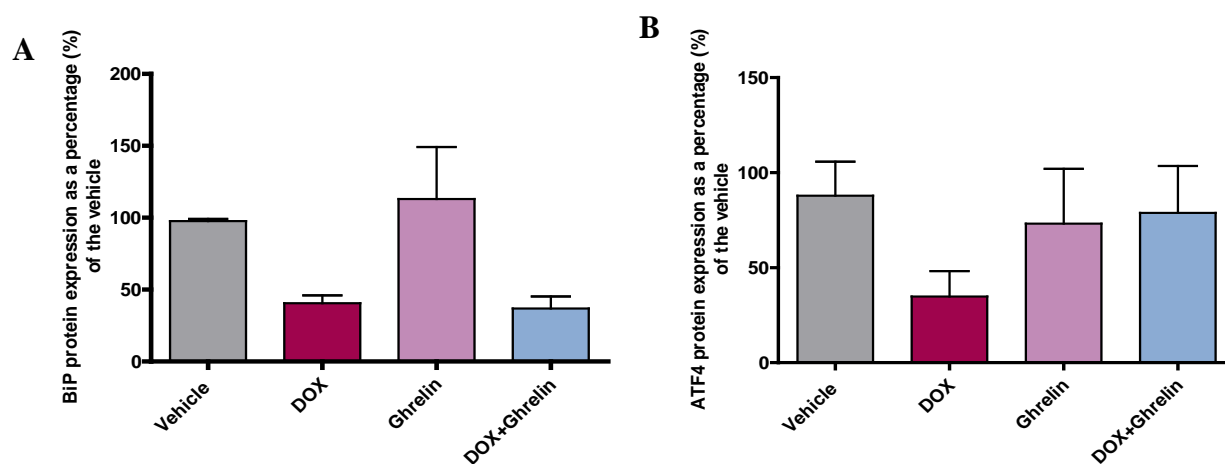 A
BiP protein expression as a percentage (%)
of the vehicle
200
150
100
50
0
Vehicle
DOX
Ghrelin
DOX+Ghrelin
B
ATF4 protein expression as a percentage (%)
of the vehicle
150
100
50
0
Vehicle
DOX
Ghrelin
DOX+Ghrelin